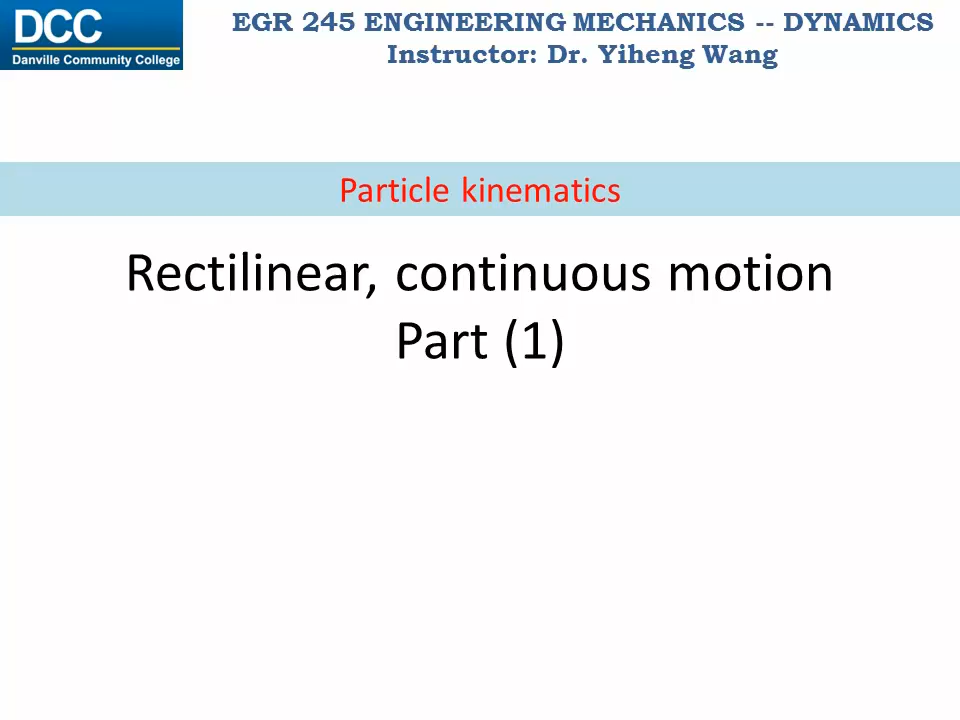 DCC
Danville Community College
EGR 245 ENGINEERING MECHANICS -- DYNAMICS
Instructor: Dr. Yiheng Wang
Particle kinematics
Rectilinear, continuous motion
Part (1)